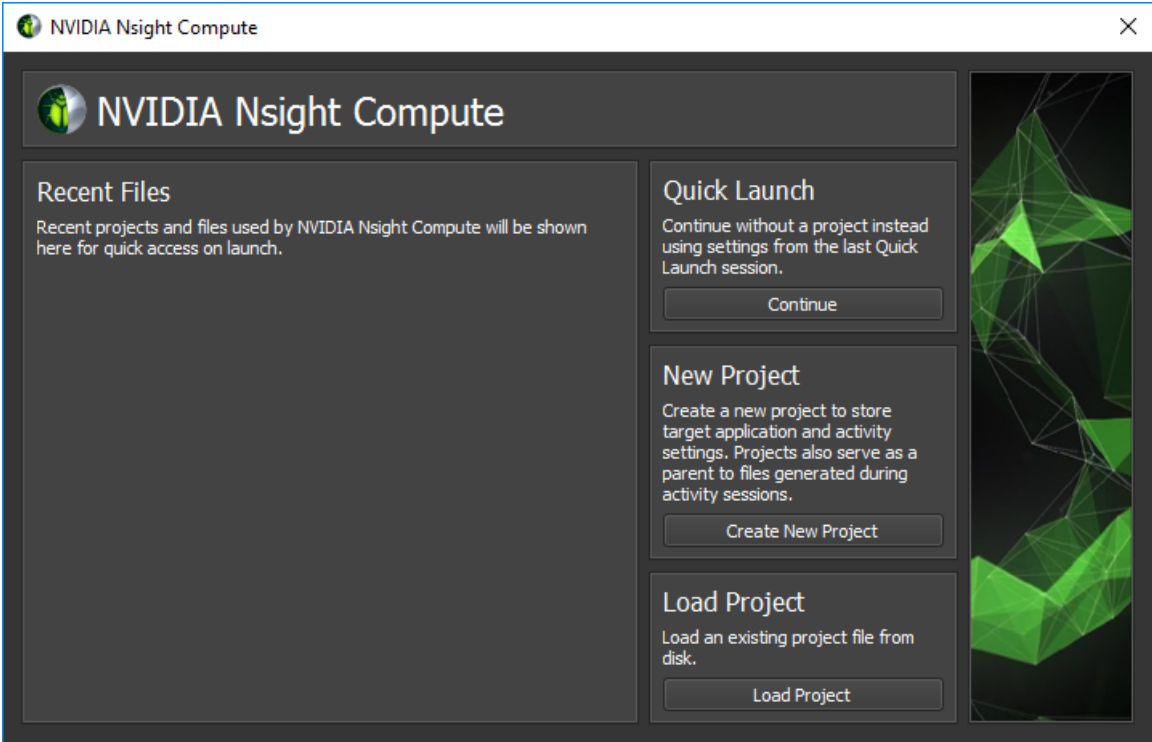 NVIDIA Nsight Compute
NVIDIA Nsight Compute
Recent Files
Recent projects and files used by NVIDIA Nsight Compute will be shown
here for quick access on launch.
Quick Launch
Continue without a project instead
using settings from the last Quick
Launch session.
Continue
New Project
Create a new project to store
target application and activity
settings. Projects also serve as a
parent to files generated during
activity sessions.
Create New Project
Load Project
Load an existing project file from
disk.
Load Project